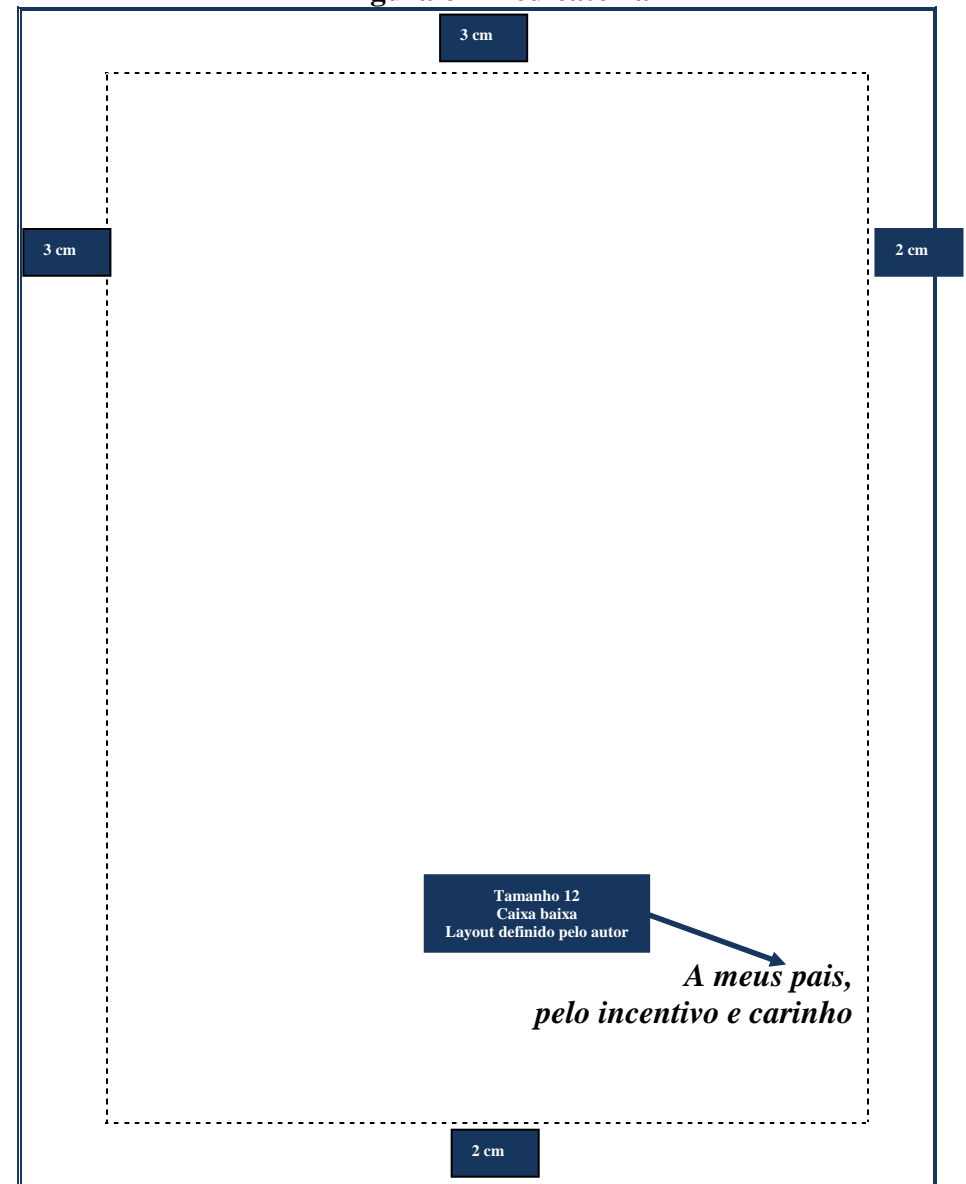 3 cm
3 cm
2 cm
Tamanho 12
Caixa baixa
Layout definido pelo autor
A meus pais,
pelo incentivo e carinho
2 cm